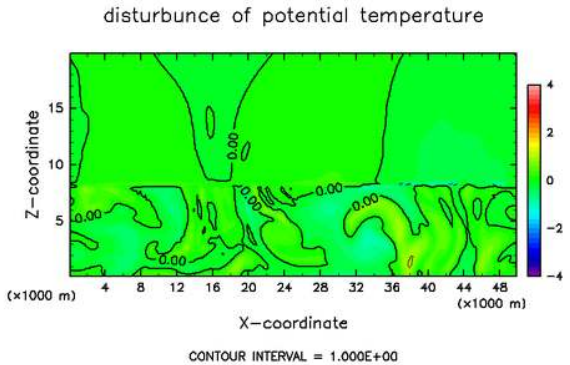 disturbunce of potential temperature
Z-coordinate
15
10
5
0.00
0.00
0.00
0.00
0.00
0.00
4
2
0
−2
−4
4 8 12 16 20 24 28 32 36 40 44 48
(×1000 m)
(×1000 m)
X-coordinate
CONTOUR INTERVAL = 1.000E+00